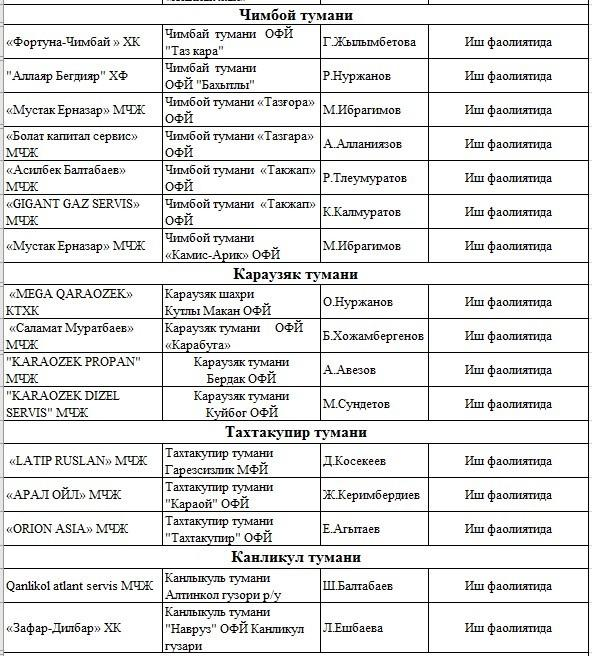 Чимбой тумани
«Фортуна-Чимбай » ХК
Чимбай тумани ОФЙ
"Таз кара"
Г.Жылымбетова
Иш фаолиятида
"Алляр Бегдияр" ХФ
Чимбай тумани
ОФЙ "Бахытлы"
Р.Нуржанов
Иш фаолиятида
«Мустак Ерназар» МЧЖ
Чимбой тумани «Тазгора»
ОФЙ
М.Ибрагимов
Иш фаолиятида
«Болат капитал сервис»
МЧЖ
Чимбой тумани «Тазгара»
ОФЙ
А.Алланиязов
Иш фаолиятида
«Асилбек Балтабаев»
МЧЖ
Чимбой тумани «Такжап»
ОФЙ
Р.Тлеумуратов
Иш фаолиятида
«GIGANT GAZ SERVIS»
МЧЖ
Чимбой тумани «Такжап»
ОФЙ
К.Калмуратов
Иш фаолиятида
«Мустак Ерназар» МЧЖ
Чимбой тумани
«Камис-Арик» ОФЙ
М.Ибрагимов
Иш фаолиятида
Караузяк тумани
«MEGA QARAOZEK»
КТХК
Караузяк шахри
Кутлы Макан ОФЙ
О.Нуржанов
Иш фаолиятида
«Саламат Муратбаев»
МЧЖ
Караузяк тумани ОФЙ
«Карабуга»
Б.Хожамбергенов
Иш фаолиятида
"KARAOZEK PROPAN"
МЧЖ
Караузяк тумани
Бердак ОФЙ
А.Авезов
Иш фаолиятида
"KARAOZEK DIZEL
SERVIS" МЧЖ
Караузяк тумани
Куйбог ОФЙ
М.Сундетов
Иш фаолиятида
Тахтакупир тумани
«LATIP RUSLAN» МЧЖ
Тахтакупир тумани
Гарезсизлик МФЙ
Д.Косекеев
Иш фаолиятида
«АРАЛ ОЙЛ» МЧЖ
Тахтакупир тумани
"Караой" ОФЙ
Ж.Керимбердиев
Иш фаолиятида
«ORION ASIA» МЧЖ
Тахтакупир тумани
"Тахтакупир" ОФЙ
Е.Агытаев
Иш фаолиятида
Канликул тумани
Qanlikol atlant servis МЧЖ
Канлыкуль тумани
Алтинкол гузори р/у
Ш.Балтабаев
Иш фаолиятида
«Зафар-Дилбар» ХК
Канлыкуль тумани
"Навруз" ОФЙ Канликул
гузари
Л.Ешбаева
Иш фаолиятида